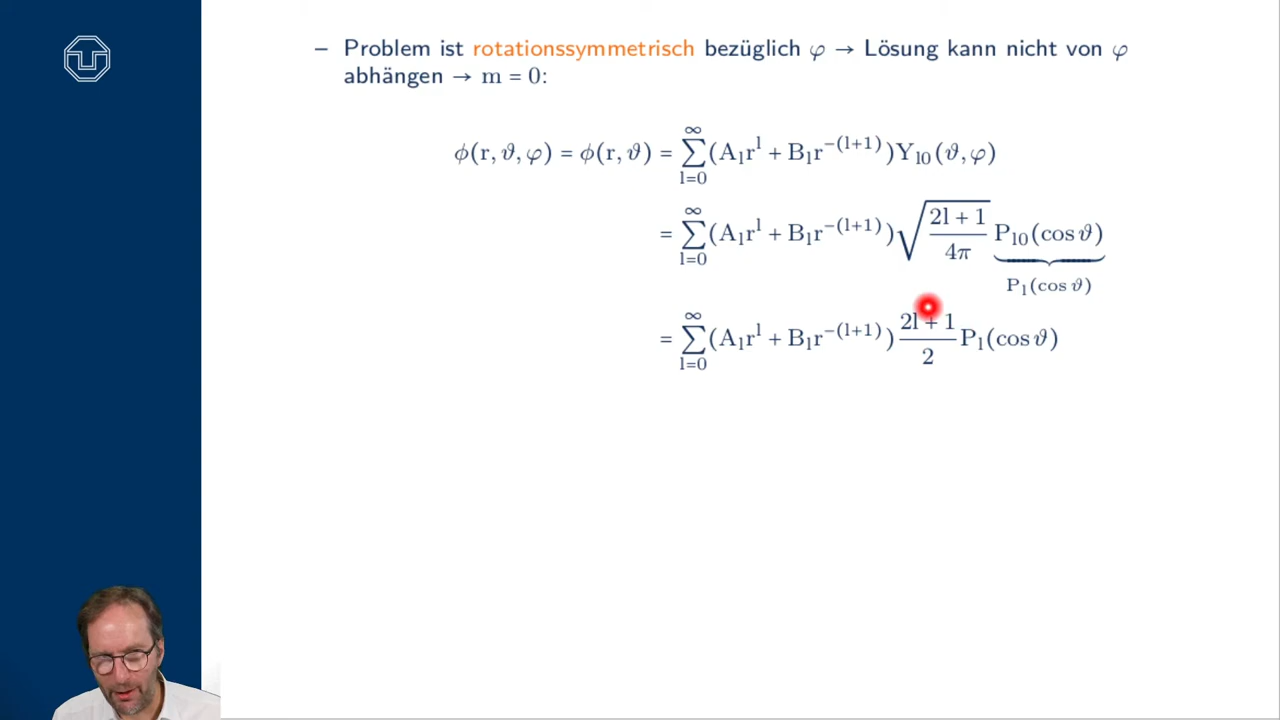 – Problem ist rotationssymmetrisch bezüglich φ → Lösung kann nicht von φ
abhängen → m = 0:
ϕ(r, ϑ, φ) = ϕ(r, ϑ) = ∑_{l=0}^{∞} (A_l r^l + B_l r^{−(l+1)}) Y_{l0}(ϑ, φ)
= ∑_{l=0}^{∞} (A_l r^l + B_l r^{−(l+1)}) √((2l + 1)/(4π)) P_{l0}(cos ϑ)
P_l(cos ϑ)
= ∑_{l=0}^{∞} (A_l r^l + B_l r^{−(l+1)}) (2l + 1)/2 P_l(cos ϑ)